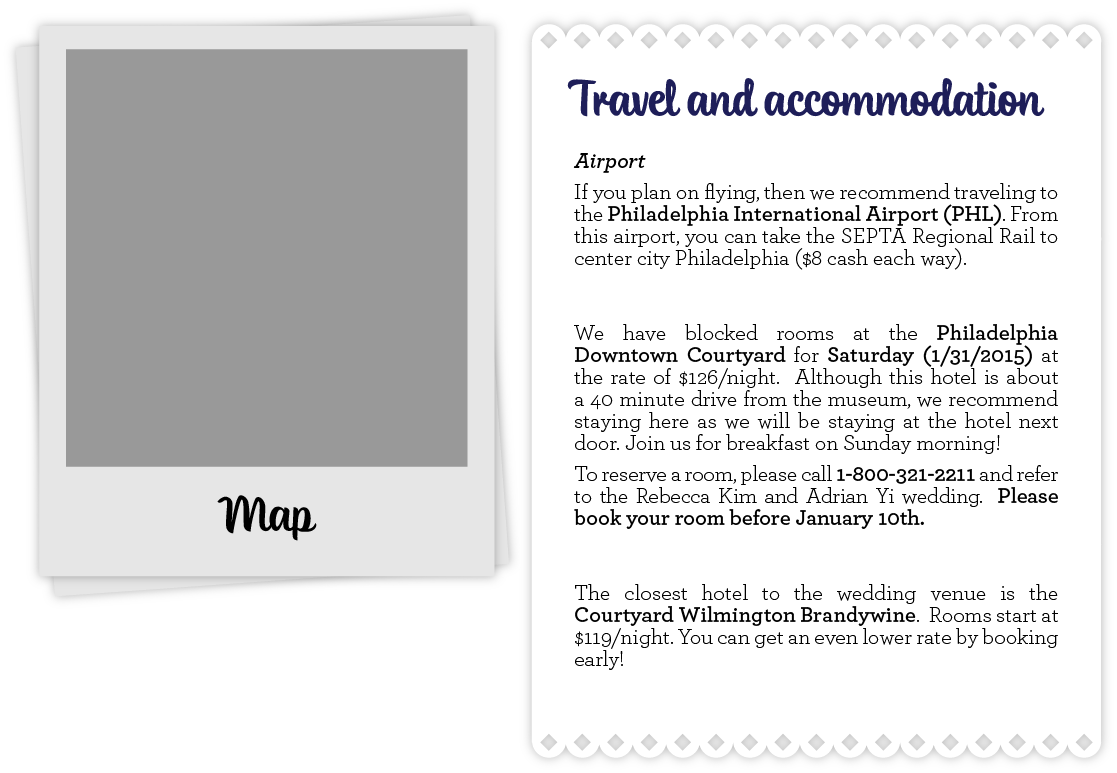 Map
Travel and accommodation
Airport
If you plan on flying, then we recommend traveling to
the Philadelphia International Airport (PHL). From
this airport, you can take the SEPTA Regional Rail to
center city Philadelphia ($8 cash each way).
We have blocked rooms at the Philadelphia
Downtown Courtyard for Saturday (1/31/2015) at
the rate of $126/night. Although this hotel is about
a 40 minute drive from the museum, we recommend
staying here as we will be staying at the hotel next
door. Join us for breakfast on Sunday morning!
To reserve a room, please call 1-800-321-2211 and refer
to the Rebecca Kim and Adrian Yi wedding. Please
book your room before January 10th.
The closest hotel to the wedding venue is the
Courtyard Wilmington Brandywine. Rooms start at
$119/night. You can get an even lower rate by booking
early!